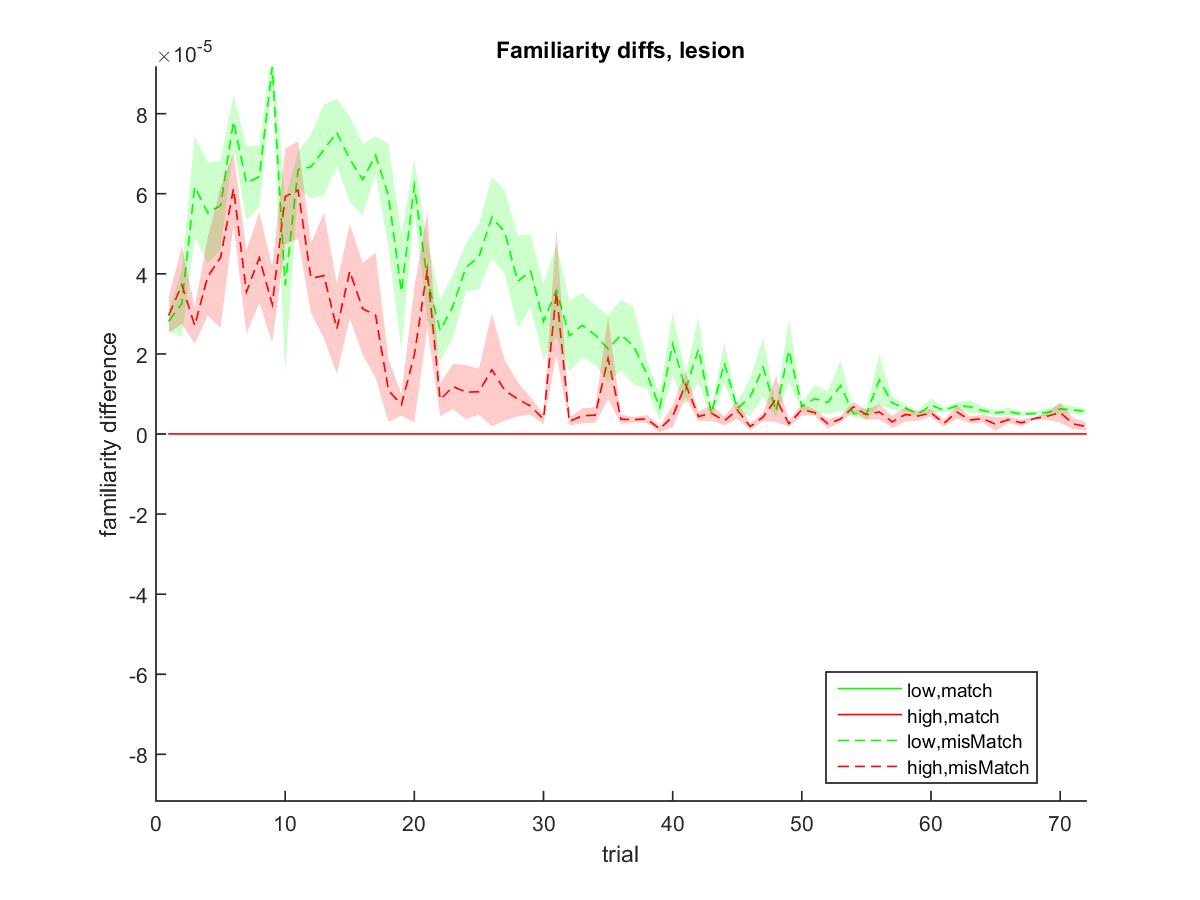 Familiarity diffs, lesion
×10-5
8
6
4
2
0
-2
-4
-6
-8
familiarity difference
low,match
high,match
low,misMatch
high,misMatch
0 10 20 30 40 50 60 70
trial